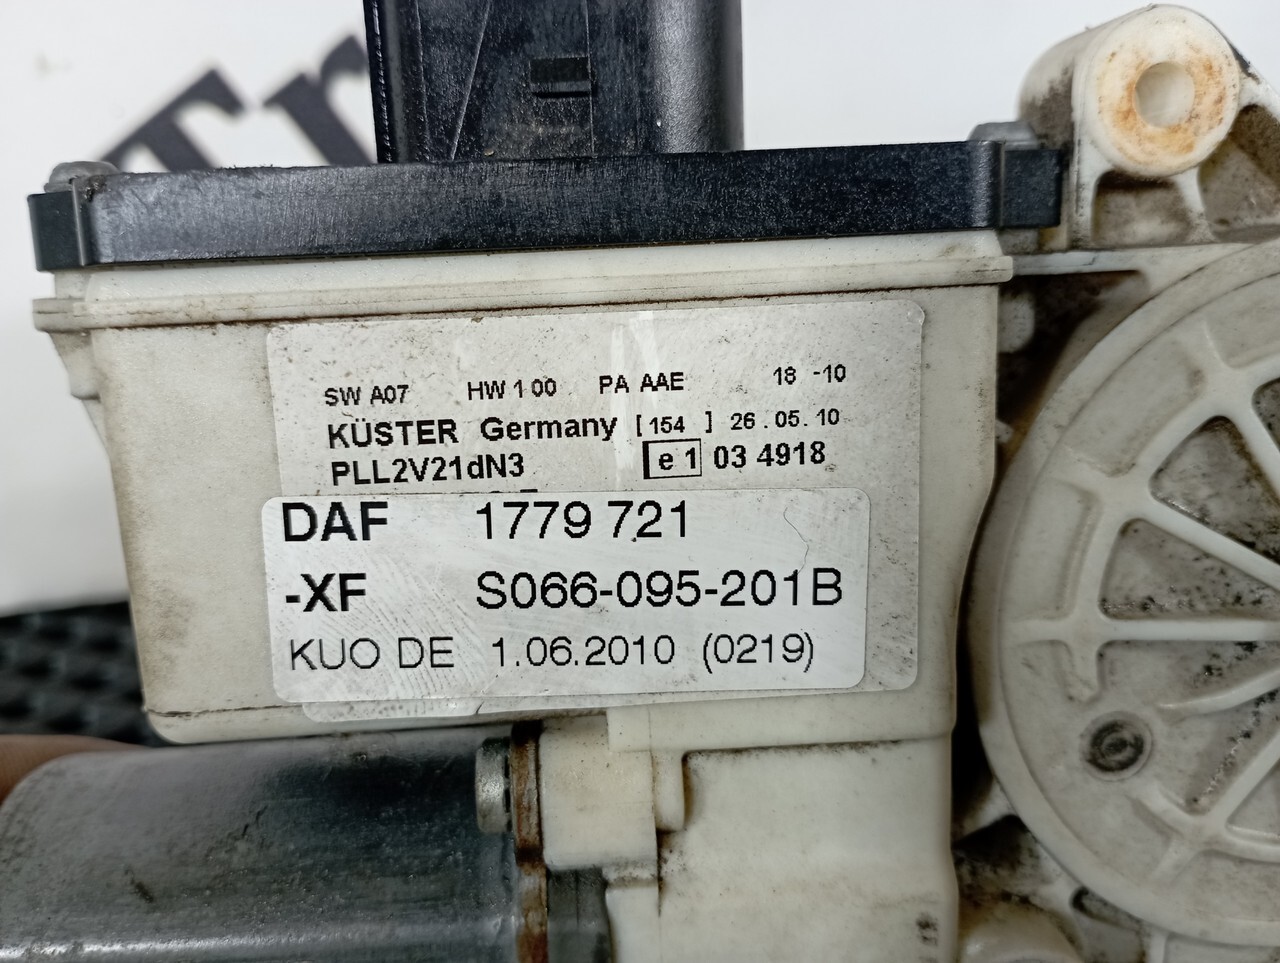 Tr
SW A07 HW 1 00 PA AAE 18 -10
KÜSTER Germany [ 154 ] 26 . 05 . 10
PLL2V21dN3 e 1 03 4918
DAF 1779 721
-XF S066-095-201B
KUO DE 1.06.2010 (0219)